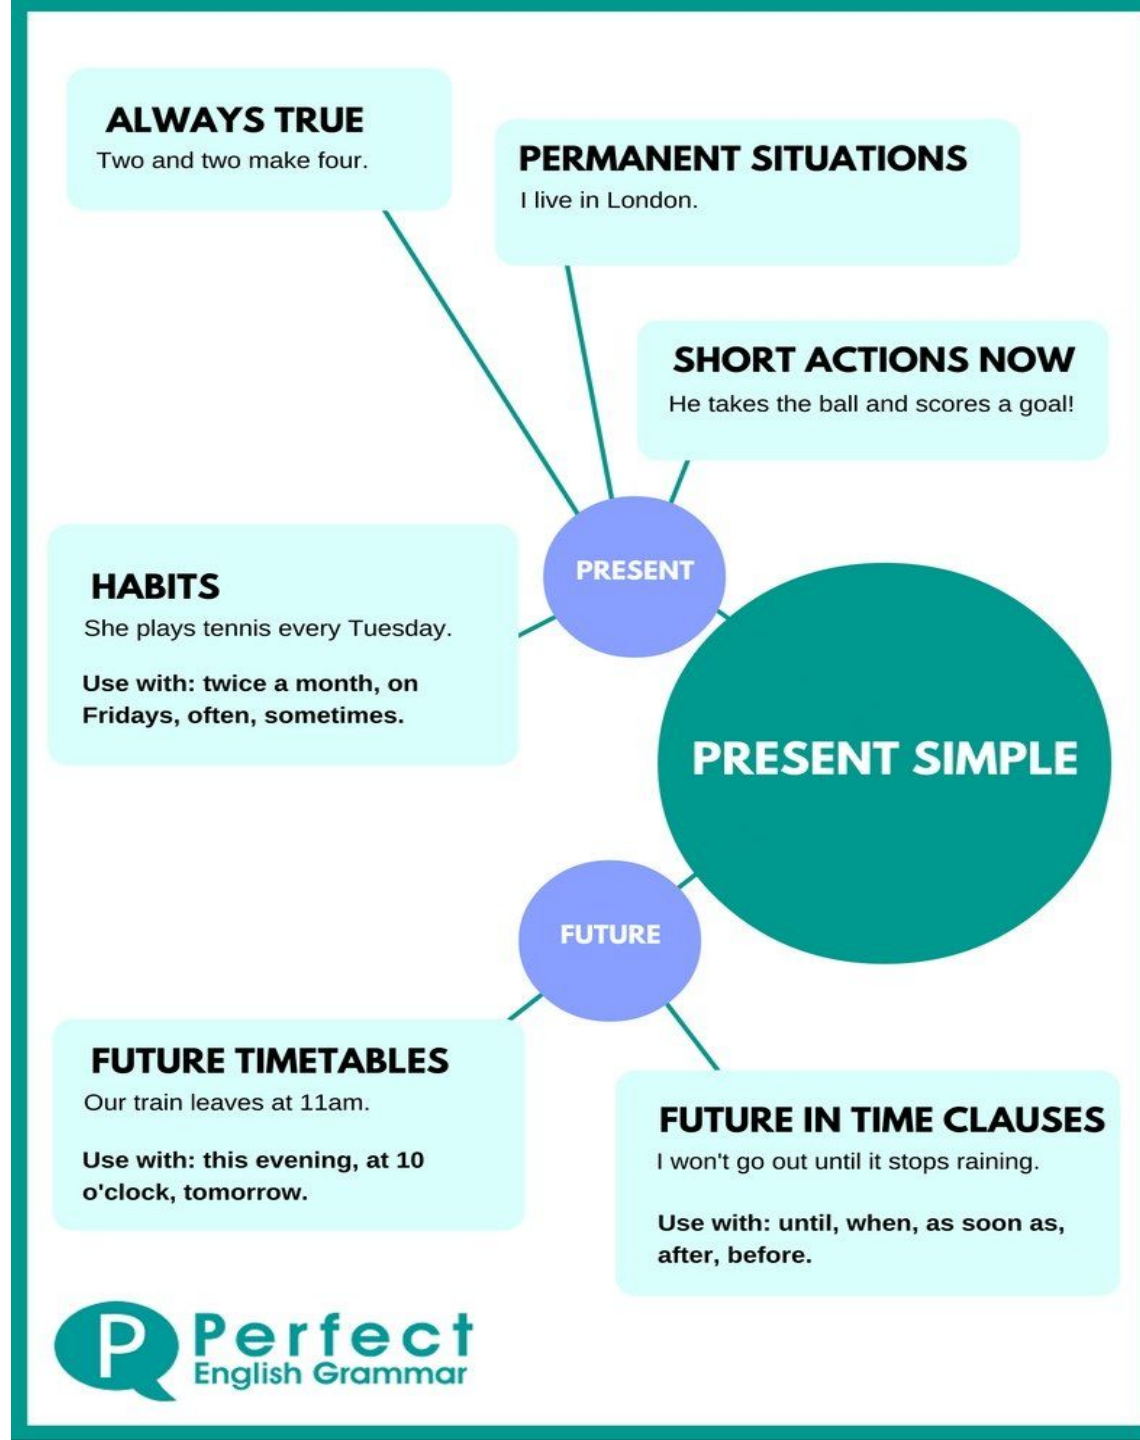 ALWAYS TRUE
Two and two make four.
PERMANENT SITUATIONS
I live in London.
SHORT ACTIONS NOW
He takes the ball and scores a goal!
PRESENT
HABITS
She plays tennis every Tuesday.
Use with: twice a month, on
Fridays, often, sometimes.
PRESENT SIMPLE
FUTURE
FUTURE TIMETABLES
Our train leaves at 11am.
Use with: this evening, at 10
o'clock, tomorrow.
FUTURE IN TIME CLAUSES
I won't go out until it stops raining.
Use with: until, when, as soon as,
after, before.
P
Perfect
English Grammar